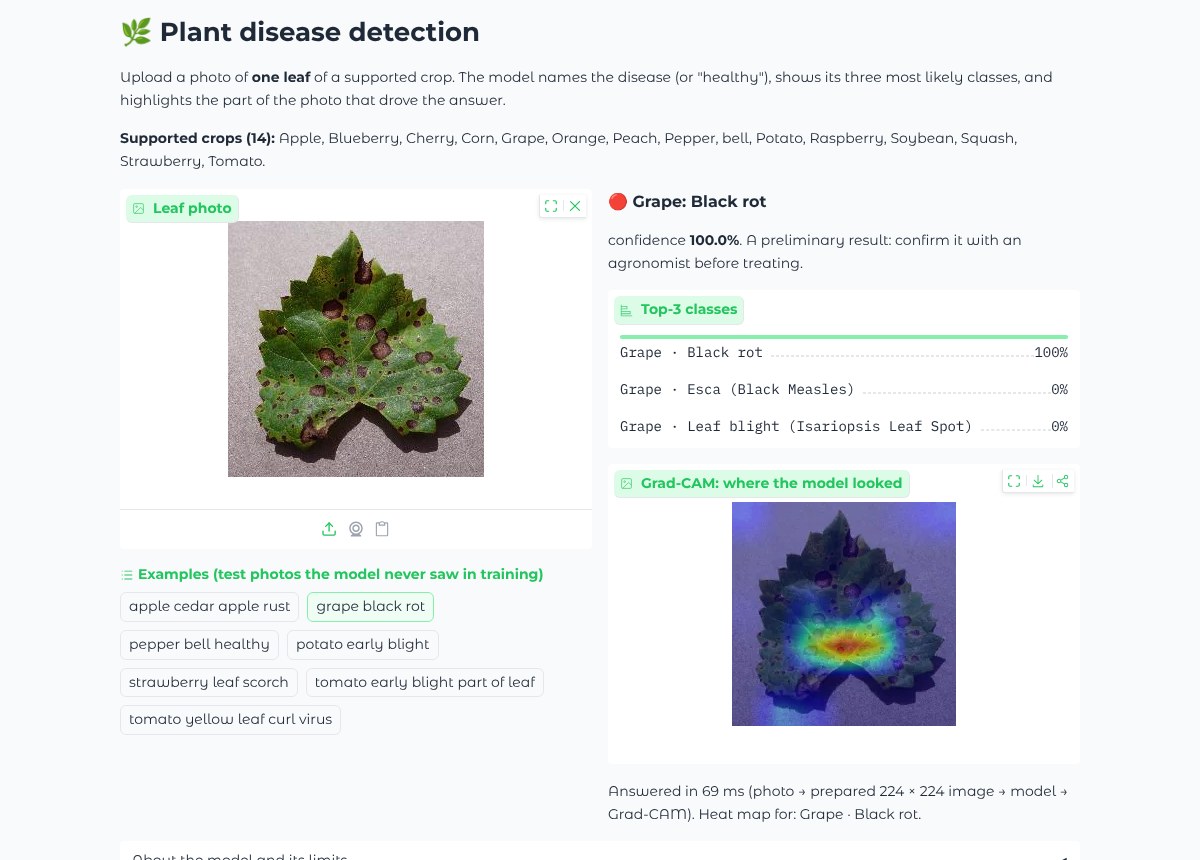 🌿 Plant disease detection
Upload a photo of one leaf of a supported crop. The model names the disease (or "healthy"), shows its three most likely classes, and
highlights the part of the photo that drove the answer.
Supported crops (14): Apple, Blueberry, Cherry, Corn, Grape, Orange, Peach, Pepper, bell, Potato, Raspberry, Soybean, Squash,
Strawberry, Tomato.
Leaf photo
Examples (test photos the model never saw in training)
apple cedar apple rust
grape black rot
pepper bell healthy
potato early blight
strawberry leaf scorch
tomato early blight part of leaf
tomato yellow leaf curl virus
🔴 Grape: Black rot
confidence 100.0%. A preliminary result: confirm it with an
agronomist before treating.
Top-3 classes
Grape · Black rot 100%
Grape · Esca (Black Measles) 0%
Grape · Leaf blight (Isariopsis Leaf Spot) 0%
Grad-CAM: where the model looked
Answered in 69 ms (photo → prepared 224 × 224 image → model →
Grad-CAM). Heat map for: Grape · Black rot.
About the model and its limits